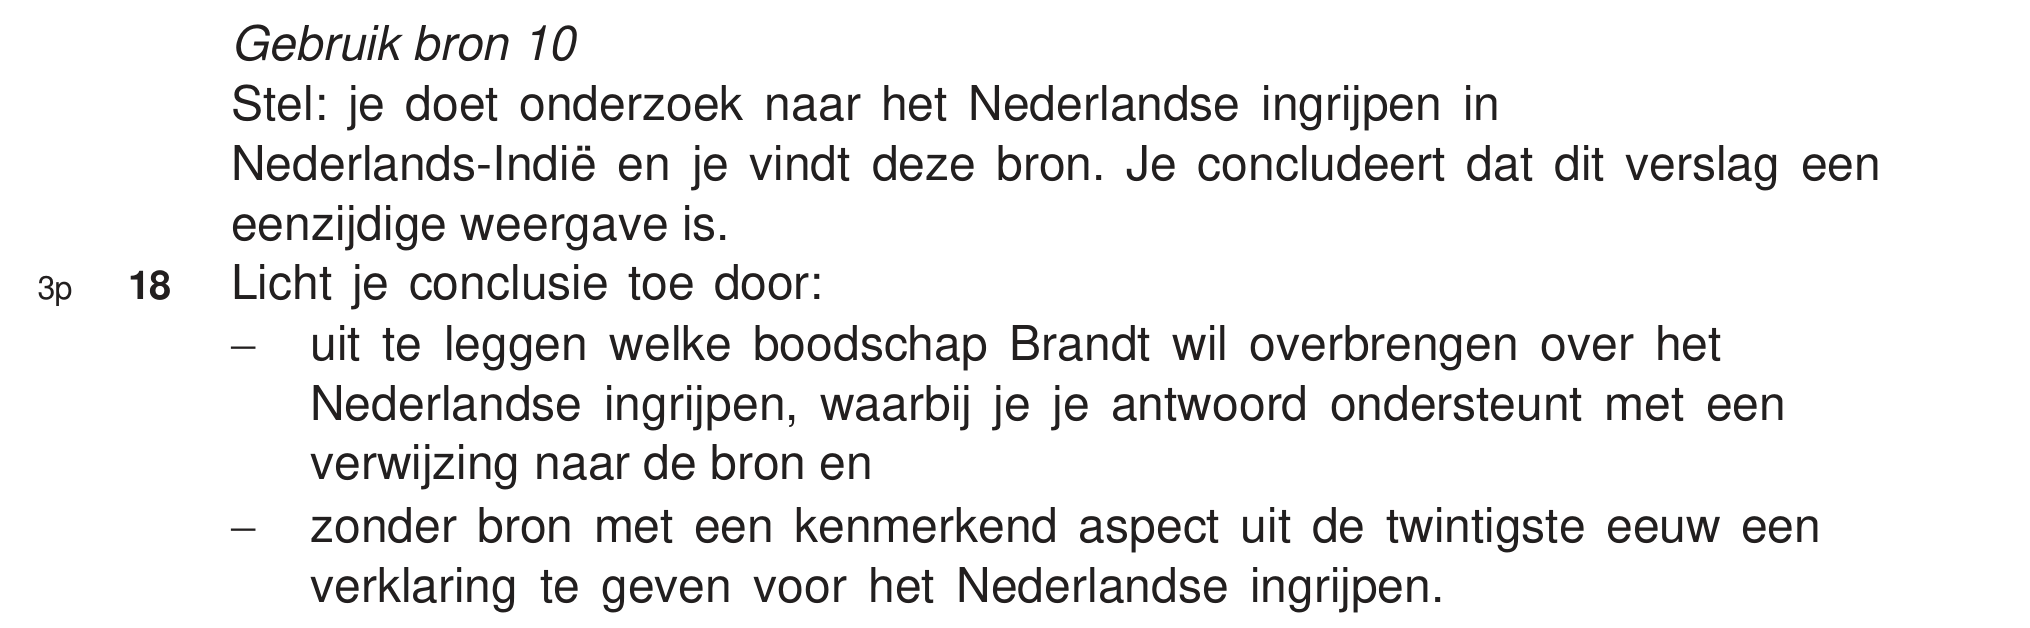 Gebruik bron 10
Stel: je doet onderzoek naar het Nederlandse ingrijpen in
Nederlands-Indië en je vindt deze bron. Je concludeert dat dit verslag een
eenzijdige weergave is.
3p 18 Licht je conclusie toe door:
– uit te leggen welke boodschap Brandt wil overbrengen over het
Nederlandse ingrijpen, waarbij je je antwoord ondersteunt met een
verwijzing naar de bron en
– zonder bron met een kenmerkend aspect uit de twintigste eeuw een
verklaring te geven voor het Nederlandse ingrijpen.